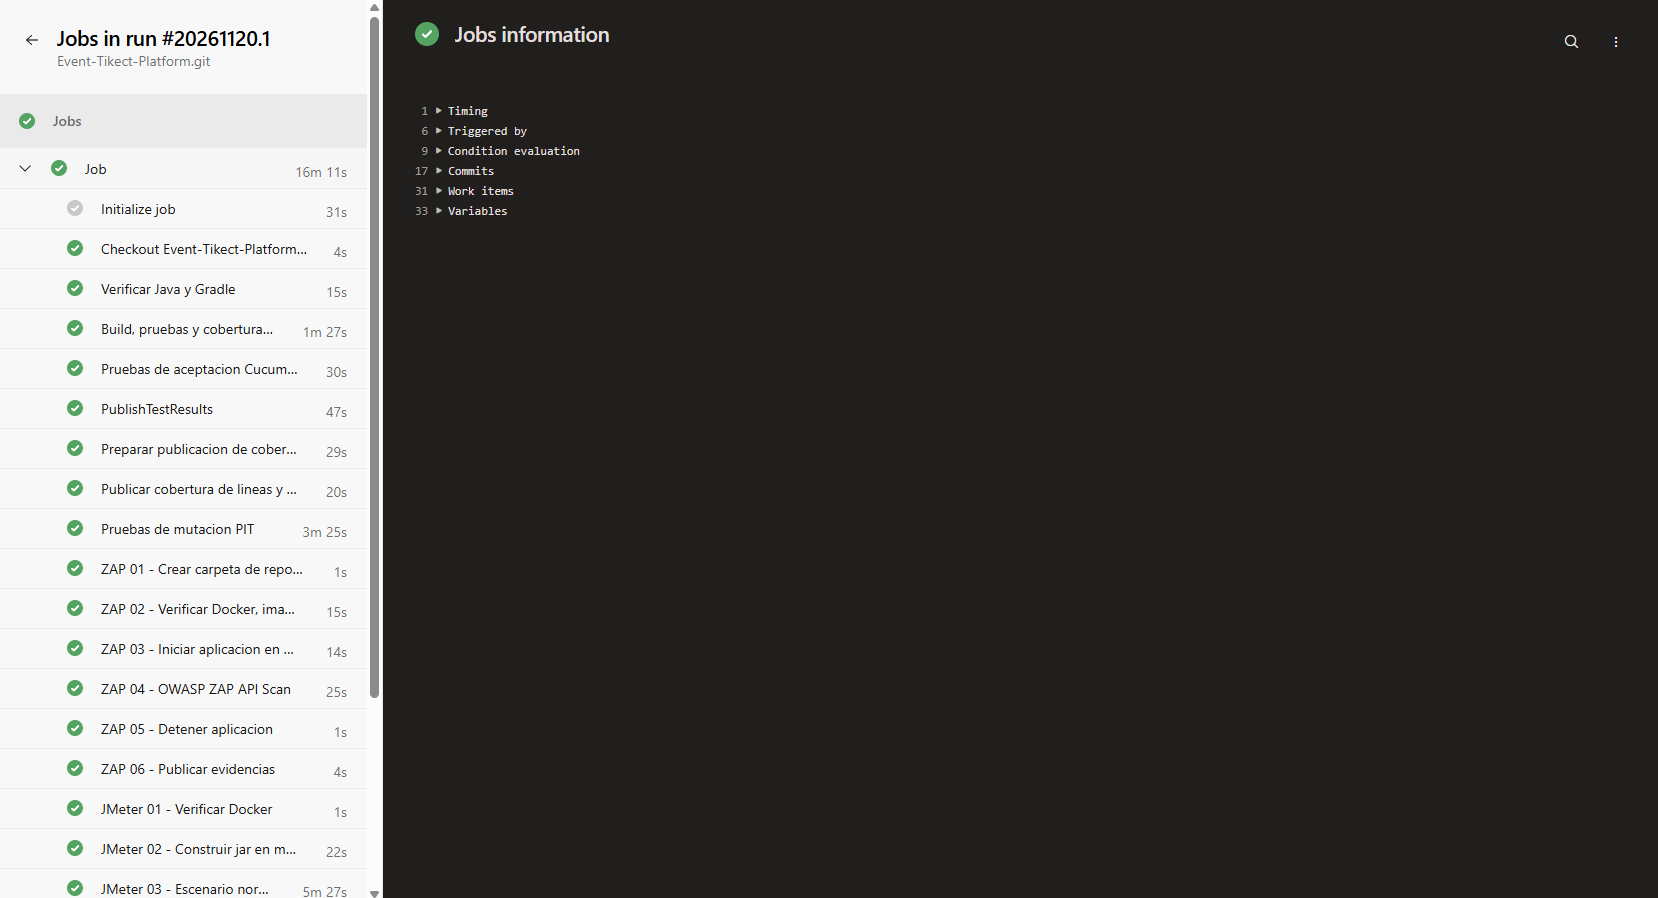 Jobs in run #20261120.1
Event-Tikect-Platform.git
Jobs
Job 16m 11s
Initialize job 31s
Checkout Event-Tikect-Platform... 4s
Verificar Java y Gradle 15s
Build, pruebas y cobertura... 1m 27s
Pruebas de aceptacion Cucum... 30s
PublishTestResults 47s
Preparar publicacion de cober... 29s
Publicar cobertura de lineas y ... 20s
Pruebas de mutacion PIT 3m 25s
ZAP 01 - Crear carpeta de repo... 1s
ZAP 02 - Verificar Docker, ima... 15s
ZAP 03 - Iniciar aplicacion en ... 14s
ZAP 04 - OWASP ZAP API Scan 25s
ZAP 05 - Detener aplicacion 1s
ZAP 06 - Publicar evidencias 4s
JMeter 01 - Verificar Docker 1s
JMeter 02 - Construir jar en m... 22s
JMeter 03 - Escenario nor... 5m 27s
Jobs information
1 Timing
6 Triggered by
9 Condition evaluation
17 Commits
31 Work items
33 Variables